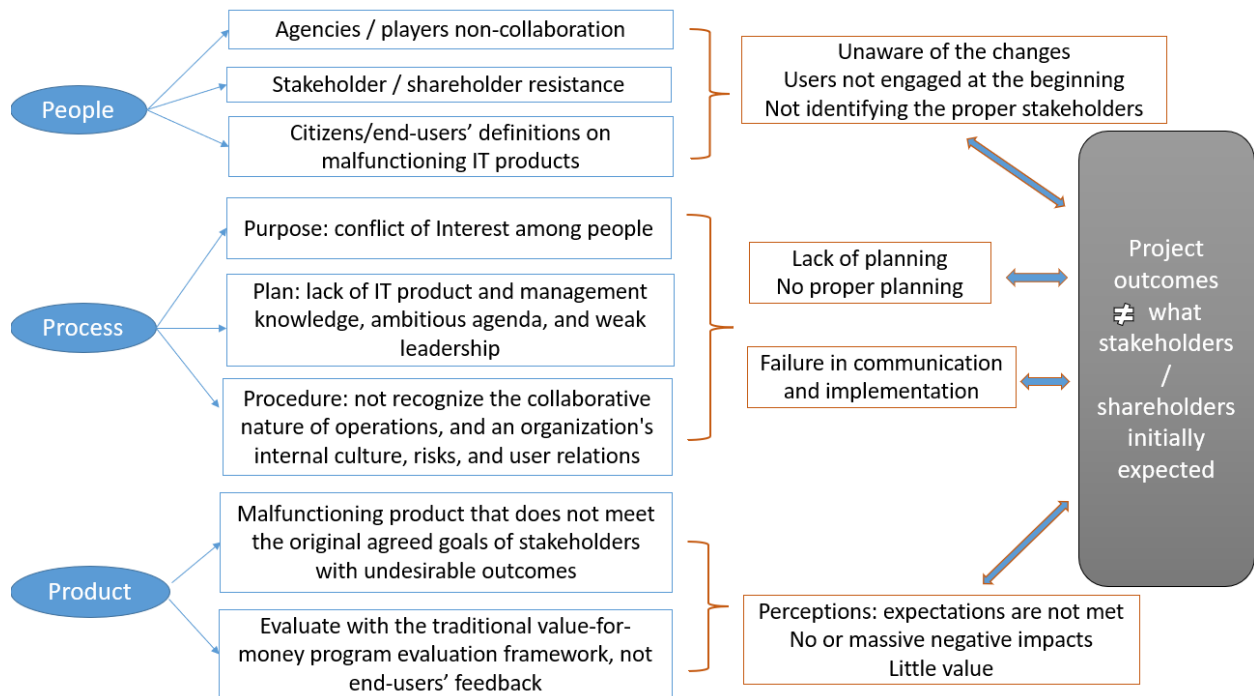 People
Agencies / players non-collaboration
Stakeholder / shareholder resistance
Citizens/end-users’ definitions on
malfunctioning IT products
Unaware of the changes
Users not engaged at the beginning
Not identifying the proper stakeholders
Process
Purpose: conflict of Interest among people
Plan: lack of IT product and management
knowledge, ambitious agenda, and weak
leadership
Procedure: not recognize the collaborative
nature of operations, and an organization's
internal culture, risks, and user relations
Lack of planning
No proper planning
Failure in communication
and implementation
Product
Malfunctioning product that does not meet
the original agreed goals of stakeholders
with undesirable outcomes
Evaluate with the traditional value-for-
money program evaluation framework, not
end-users’ feedback
Perceptions: expectations are not met
No or massive negative impacts
Little value
Project
outcomes
≠ what
stakeholders
/
shareholders
initially
expected